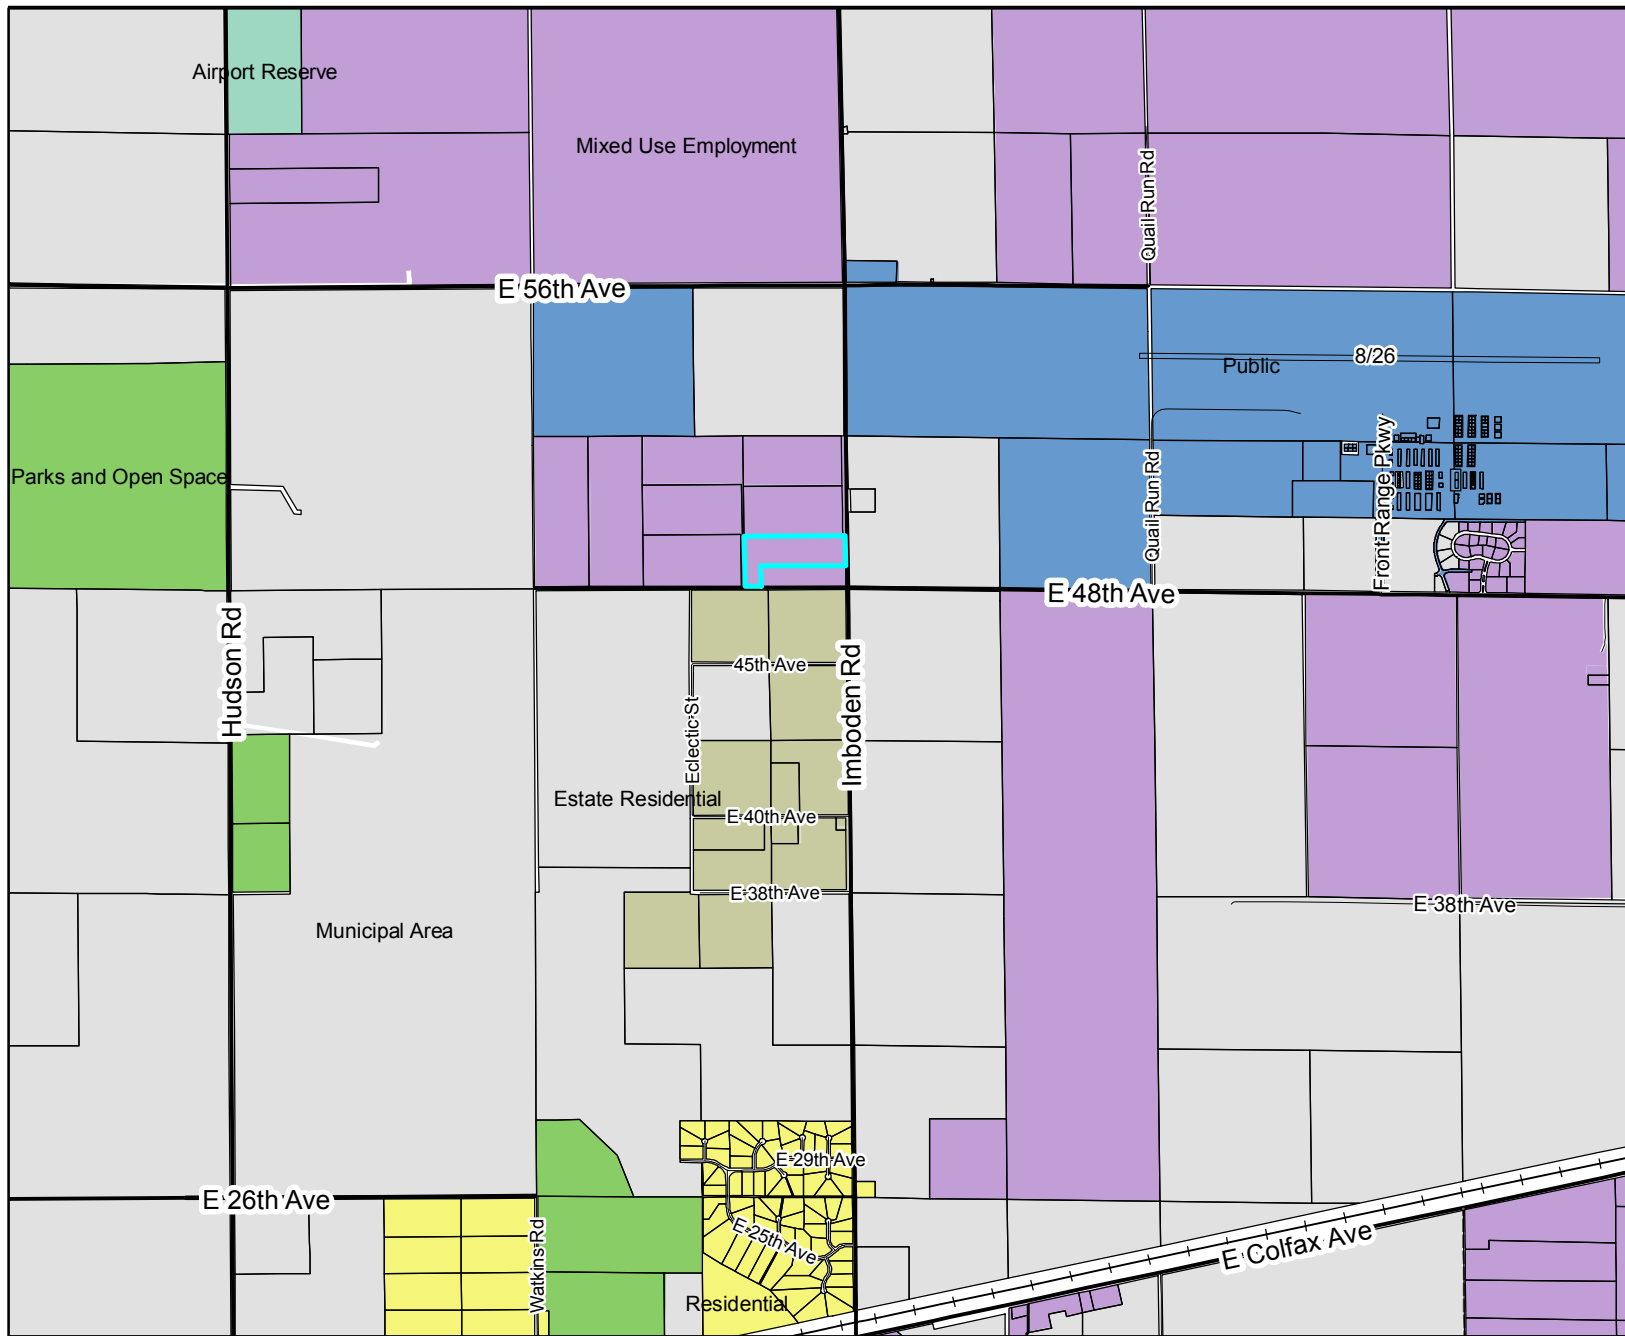 Airport Reserve
Mixed Use Employment
Quail Run Rd
E 56th Ave
8/26
Public
Parks and Open Space
Front Range Pkwy
Quail Run Rd
E 48th Ave
Hudson Rd
45th Ave
Imboden Rd
Eclectic St
Estate Residential
E 40th Ave
E 38th Ave
E 38th Ave
Municipal Area
E 29th Ave
E 26th Ave
E 25th Ave
Watkins Rd
E Colfax Ave
Residential